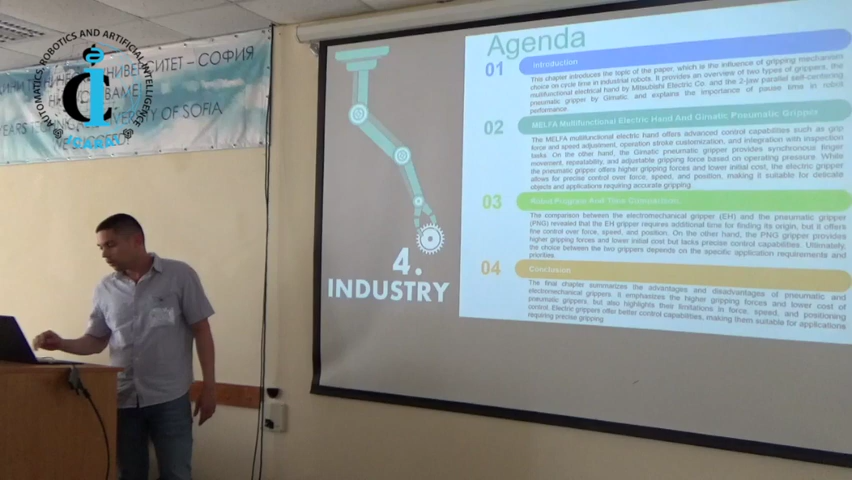 AUTOMATICS, ROBOTICS AND ARTIFICIAL INTELLIGENCE
УНИВЕРСИТЕТ – СОФИЯ
OF SOFIA
4.
INDUSTRY
Agenda
01
Introduction
This chapter introduces the topic of the paper, which is the influence of gripping mechanism
choice on cycle time in industrial robots. It provides an overview of two types of grippers, the
multifunctional electrical hand by Mitsubishi Electric Co. and the 2-jaw parallel self-centering
pneumatic gripper by Gimatic, and explains the importance of pause time in robot
performance.
02
MELFA Multifunctional Electric Hand And Gimatic Pneumatic Gripper
The MELFA multifunctional electric hand offers advanced control capabilities such as grip
force and speed adjustment, operation stroke customization, and integration with inspection
tasks. On the other hand, the Gimatic pneumatic gripper provides synchronous finger
movement, repeatability, and adjustable gripping force based on operating pressure. While
the pneumatic gripper offers higher gripping forces and lower initial cost, the electric gripper
allows for precise control over force, speed, and position, making it suitable for delicate
objects and applications requiring accurate gripping.
03
Robot Program And Time Comparison
The comparison between the electromechanical gripper (EH) and the pneumatic gripper
(PNG) revealed that the EH gripper requires additional time for finding its origin, but it offers
fine control over force, speed, and position. On the other hand, the PNG gripper provides
higher gripping forces and lower initial cost but lacks precise control capabilities. Ultimately,
the choice between the two grippers depends on the specific application requirements and
priorities.
04
Conclusion
The final chapter summarizes the advantages and disadvantages of pneumatic and
electromechanical grippers. It emphasizes the higher gripping forces and lower cost of
pneumatic grippers, but also highlights their limitations in force, speed, and positioning
control. Electric grippers offer better control capabilities, making them suitable for applications
requiring precise gripping.